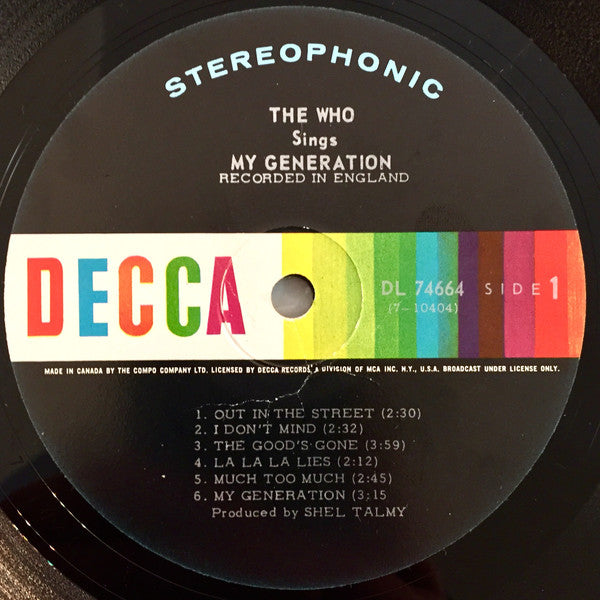 STEREOPHONIC
THE WHO
Sings
MY GENERATION
RECORDED IN ENGLAND
DECCA
DL 74664 SIDE 1
(7-10404)
MADE IN CANADA BY THE COMPO COMPANY LTD. LICENSED BY DECCA RECORDS, A DIVISION OF MCA INC. N.Y., U.S.A. BROADCAST UNDER LICENSE ONLY.
1. OUT IN THE STREET (2:30)
2. I DON'T MIND (2:32)
3. THE GOOD'S GONE (3:59)
4. LA LA LA LIES (2:12)
5. MUCH TOO MUCH (2:45)
6. MY GENERATION (3:15
Produced by SHEL TALMY